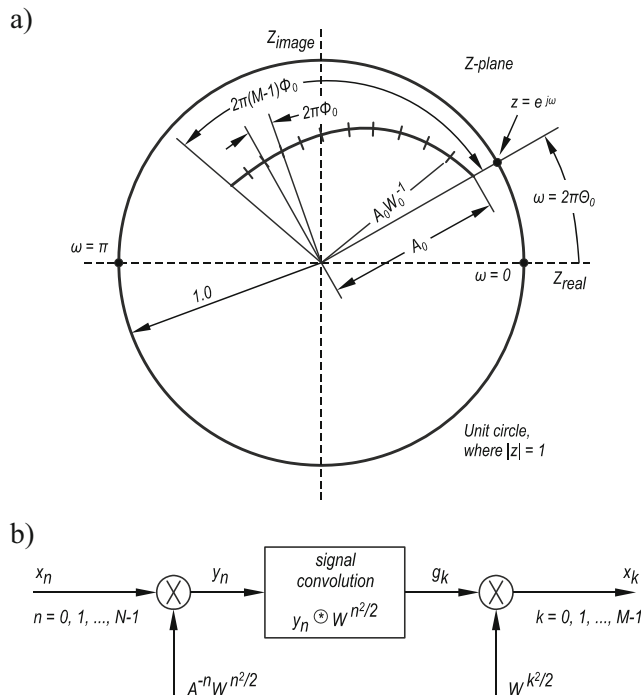 a)
Z_image
Z-plane
2π(M-1)Φ_0
2πΦ_0
z = e^{jω}
A_0W_0^{-1}
ω = 2πΘ_0
A_0
ω = π
ω = 0
Z_real
1.0
Unit circle,
where |z| = 1
b)
x_n
y_n
signal
convolution
y_n ⊛ W^{n²/2}
g_k
x_k
n = 0, 1, ..., N-1
k = 0, 1, ..., M-1
A^{-n}W^{n²/2}
W^{k²/2}